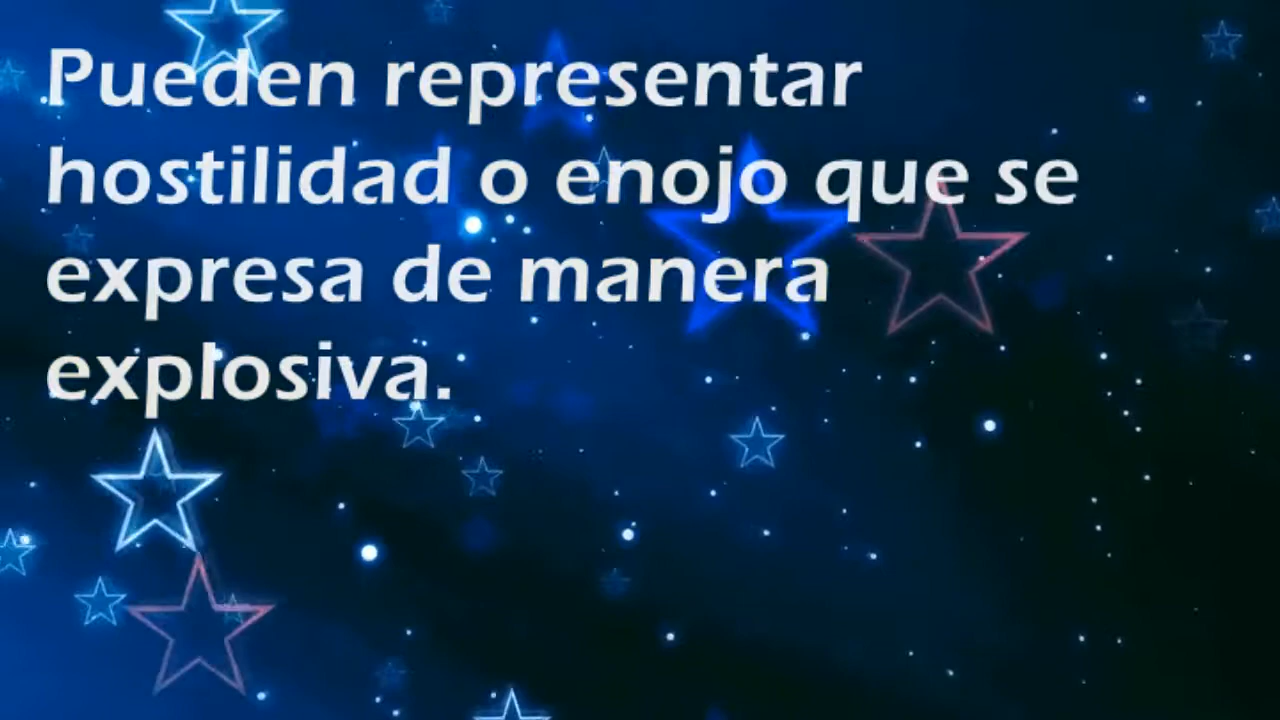 Pueden representar
hostilidad o enojo que se
expresa de manera
explosiva.